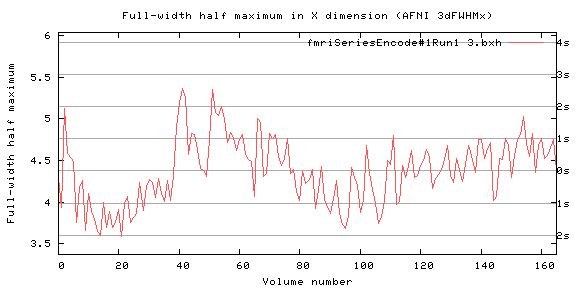 Full-width half maximum in X dimension (AFNI 3dFWHMx)
fmriSeriesEncode#1Run1 3.bxh
Full-width half maximum
6
5.5
5
4.5
4
3.5
4s
3s
2s
1s
0s
1s
2s
0 20 40 60 80 100 120 140 160
Volume number